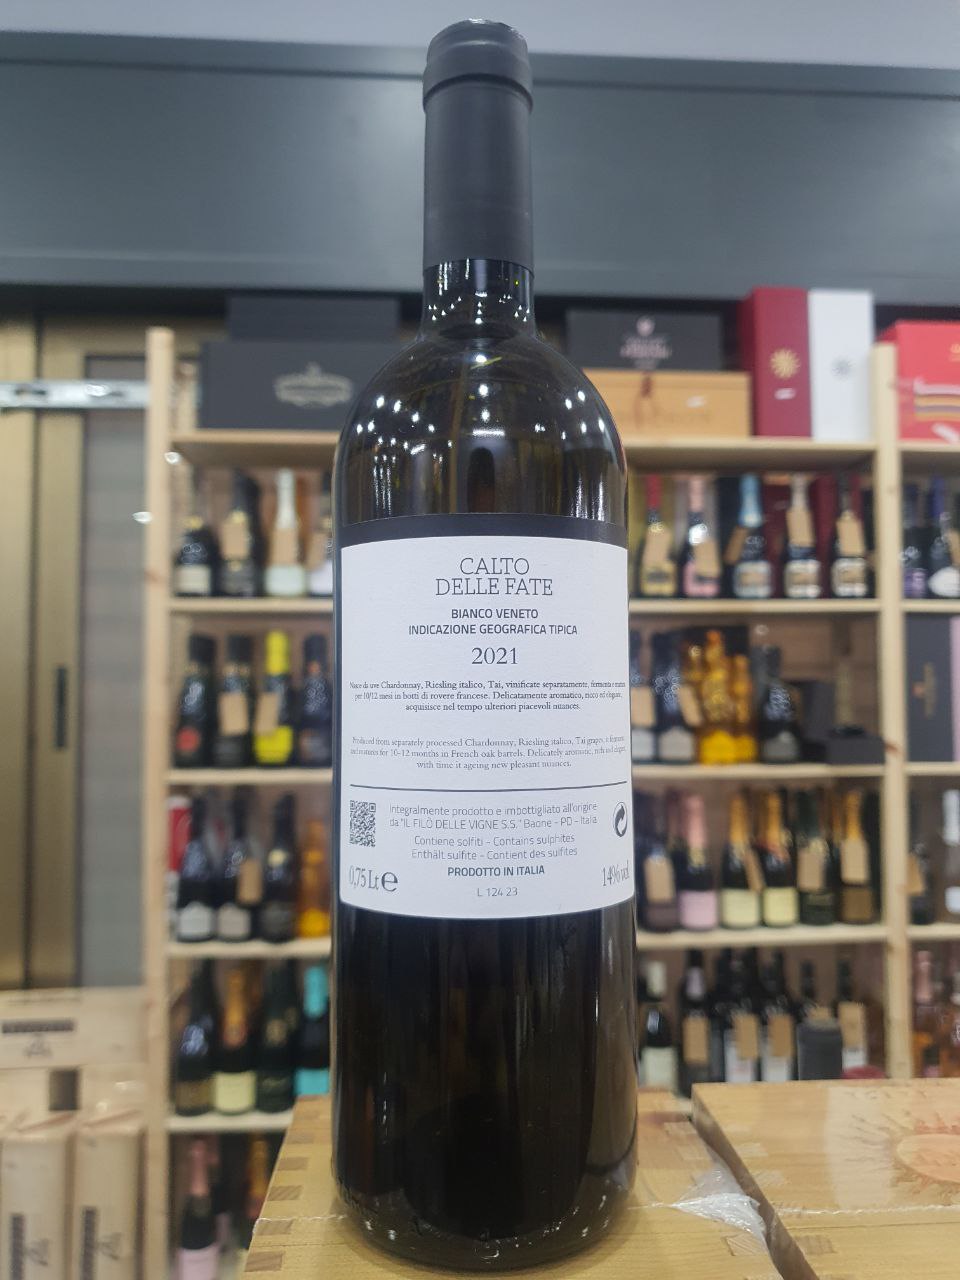 CALTO
DELLE FATE
BIANCO VENETO
INDICAZIONE GEOGRAFICA TIPICA
2021
Nasce da uve Chardonnay, Riesling italico, Tai, vinificate separatamente, fermenta e matura
per 10/12 mesi in botti di rovere francese. Delicatamente aromatico, ricco ed elegante,
acquisisce nel tempo ulteriori piacevoli nuances.
Produced from separately processed Chardonnay, Riesling italico, Tai grapes, it ferments
and matures for 10-12 months in French oak barrels. Delicately aromatic, rich and elegant,
with time it ageing new pleasant nuances.
Integralmente prodotto e imbottigliato all'origine
da "IL FILÒ DELLE VIGNE S.S." Baone - PD - Italia
Contiene solfiti - Contains sulphites
Enthält sulfite - Contient des sulfites
PRODOTTO IN ITALIA
0,75 Lt e
14% vol
L 124 23